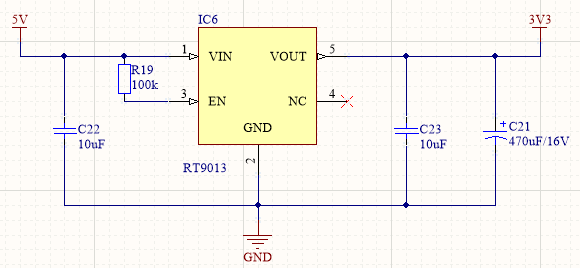 5V
IC6
3V3
1
VIN
VOUT
5
R19
100k
3
EN
NC
4
C22
10uF
GND
C23
10uF
+
C21
470uF/16V
2
RT9013
GND